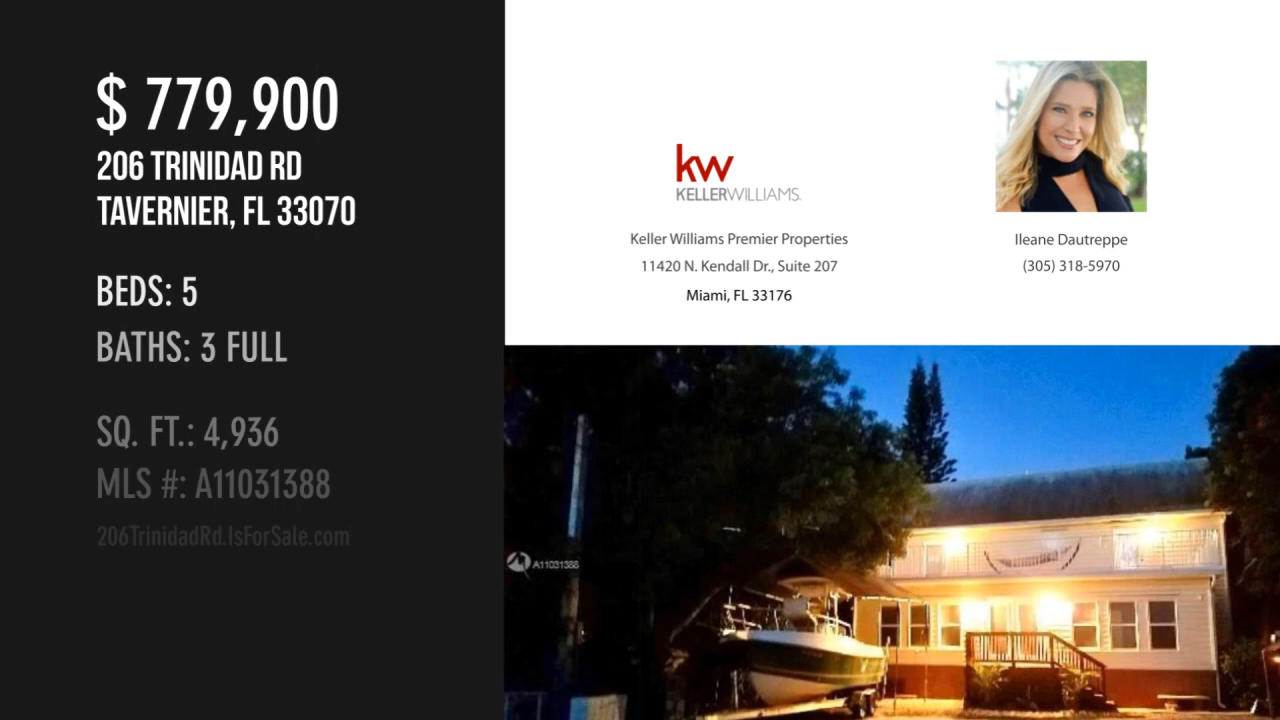 $ 779,900
206 TRINIDAD RD
TAVERNIER, FL 33070
BEDS: 5
BATHS: 3 FULL
SQ. FT.: 4,936
MLS #: A11031388
206TrinidadRd.IsForSale.com
kw
KELLERWILLIAMS.
Keller Williams Premier Properties
11420 N. Kendall Dr., Suite 207
Miami, FL 33176
Ileane Dautreppe
(305) 318-5970
A11031388